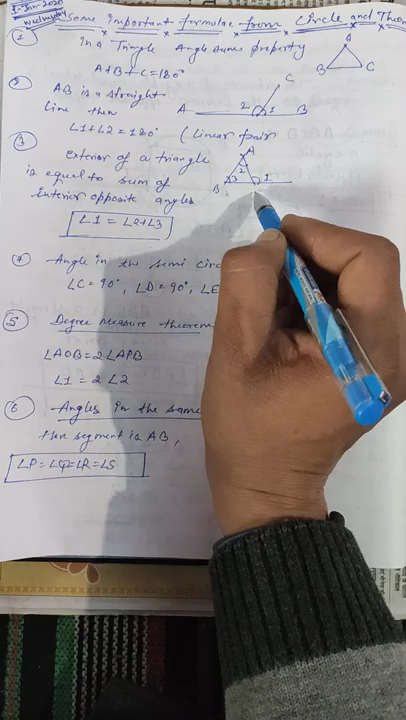 1-Jan-2020
Wednesday
Some important formulae from Circle and Theo
① In a Triangle Angle sum property
A+B+C=180°
A
B C
② AB is a straight
line then
∠1+∠2=180° (Linear pair
A 2 1 B
C
③ Exterior of a triangle
is equal to sum of
interior opposite angles
∠1 = ∠2+∠3
A
2
B 3 1
④ Angle in the semi circ
∠C=90°, ∠D=90°, ∠E
⑤ Degree measure theorem
∠AOB=2∠APB
∠1 = 2∠2
⑥ Angles in the same
then segment is AB,
∠P=∠Q=∠R=∠S